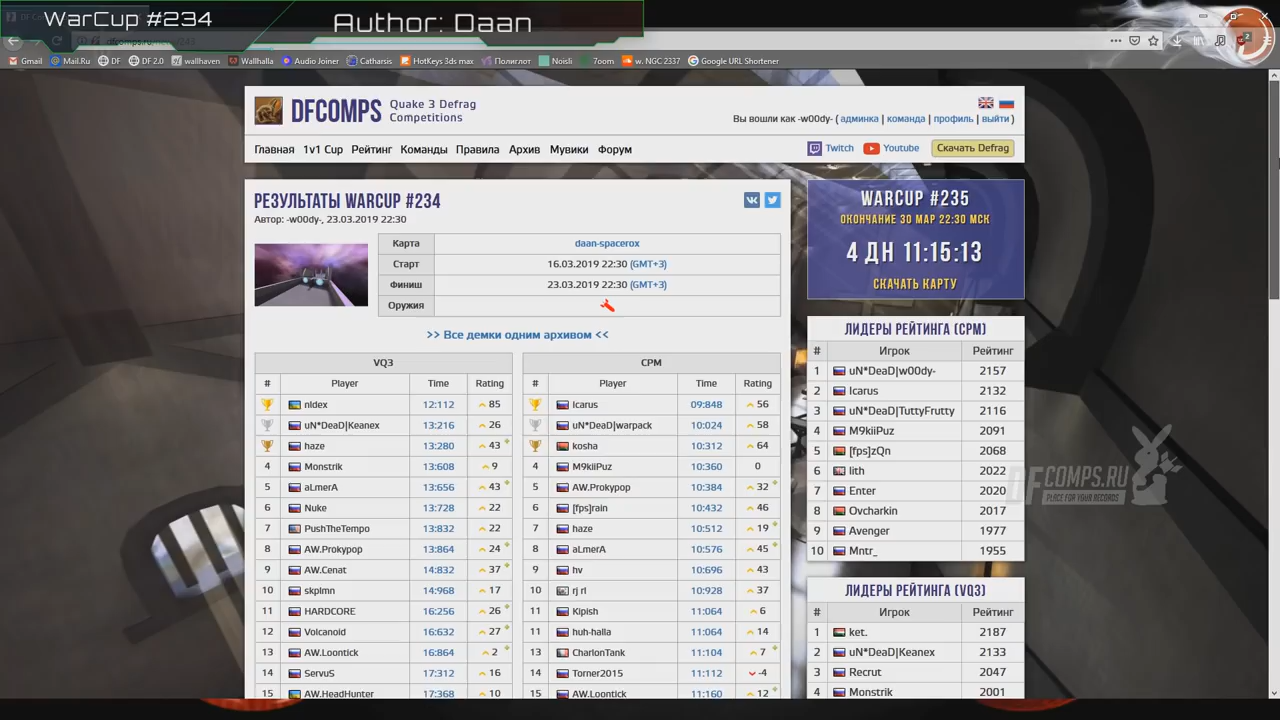 WarCup #234
Author: Daan
Gmail @Mail.Ru DF DF 2.0 wallhaven Wallhalla Audio Joiner Catharsis HotKeys 3ds max Полиглот Noisli 7oom w. NGC 2337 Google URL Shortener
DFCOMPS Quake 3 Defrag
Competitions
Вы вошли как -w00dy- ( админка | команда | профиль | выйти )
Главная 1v1 Cup Рейтинг Команды Правила Архив Мувики Форум Twitch Youtube Скачать Defrag
РЕЗУЛЬТАТЫ WARCUP #234
Автор: -w00dy-, 23.03.2019 22:30
Карта daan-spacerox
Старт 16.03.2019 22:30 (GMT+3)
Финиш 23.03.2019 22:30 (GMT+3)
Оружия
>> Все демки одним архивом <<
VQ3
# Player Time Rating
nldex 12:112 85
uN*DeaD|Keanex 13:216 26
haze 13:280 43
4 Monstrik 13:608 9
5 aLmerA 13:656 43
6 Nuke 13:728 22
7 PushTheTempo 13:832 22
8 AW.Prokypop 13:864 24
9 AW.Cenat 14:832 37
10 skplmn 14:968 17
11 HARDCORE 16:256 26
12 Volcanoid 16:632 27
13 AW.Loontick 16:864 2
14 ServuS 17:312 16
15 AW.HeadHunter 17:368 10
CPM
# Player Time Rating
Icarus 09:848 56
uN*DeaD|warpack 10:024 58
kosha 10:312 64
4 M9kiiPuz 10:360 0
5 AW.Prokypop 10:384 32
6 [fps]rain 10:432 46
7 haze 10:512 19
8 aLmerA 10:576 45
9 hv 10:696 43
10 rj rl 10:928 37
11 Kipish 11:064 6
11 huh-halla 11:064 14
13 CharlonTank 11:104 7
14 Torner2015 11:112 -4
15 AW.Loontick 11:160 12
WARCUP #235
ОКОНЧАНИЕ 30 МАР 22:30 МСК
4 ДН 11:15:13
СКАЧАТЬ КАРТУ
ЛИДЕРЫ РЕЙТИНГА (CPM)
# Игрок Рейтинг
1 uN*DeaD|w00dy- 2157
2 Icarus 2132
3 uN*DeaD|TuttyFrutty 2116
4 M9kiiPuz 2091
5 [fps]zQn 2068
6 lith 2022
7 Enter 2020
8 Ovcharkin 2017
9 Avenger 1977
10 Mntr_ 1955
ЛИДЕРЫ РЕЙТИНГА (VQ3)
# Игрок Рейтинг
1 ket. 2187
2 uN*DeaD|Keanex 2133
3 Recrut 2047
4 Monstrik 2001
DFCOMPS.RU
PLACE FOR YOUR RECORDS